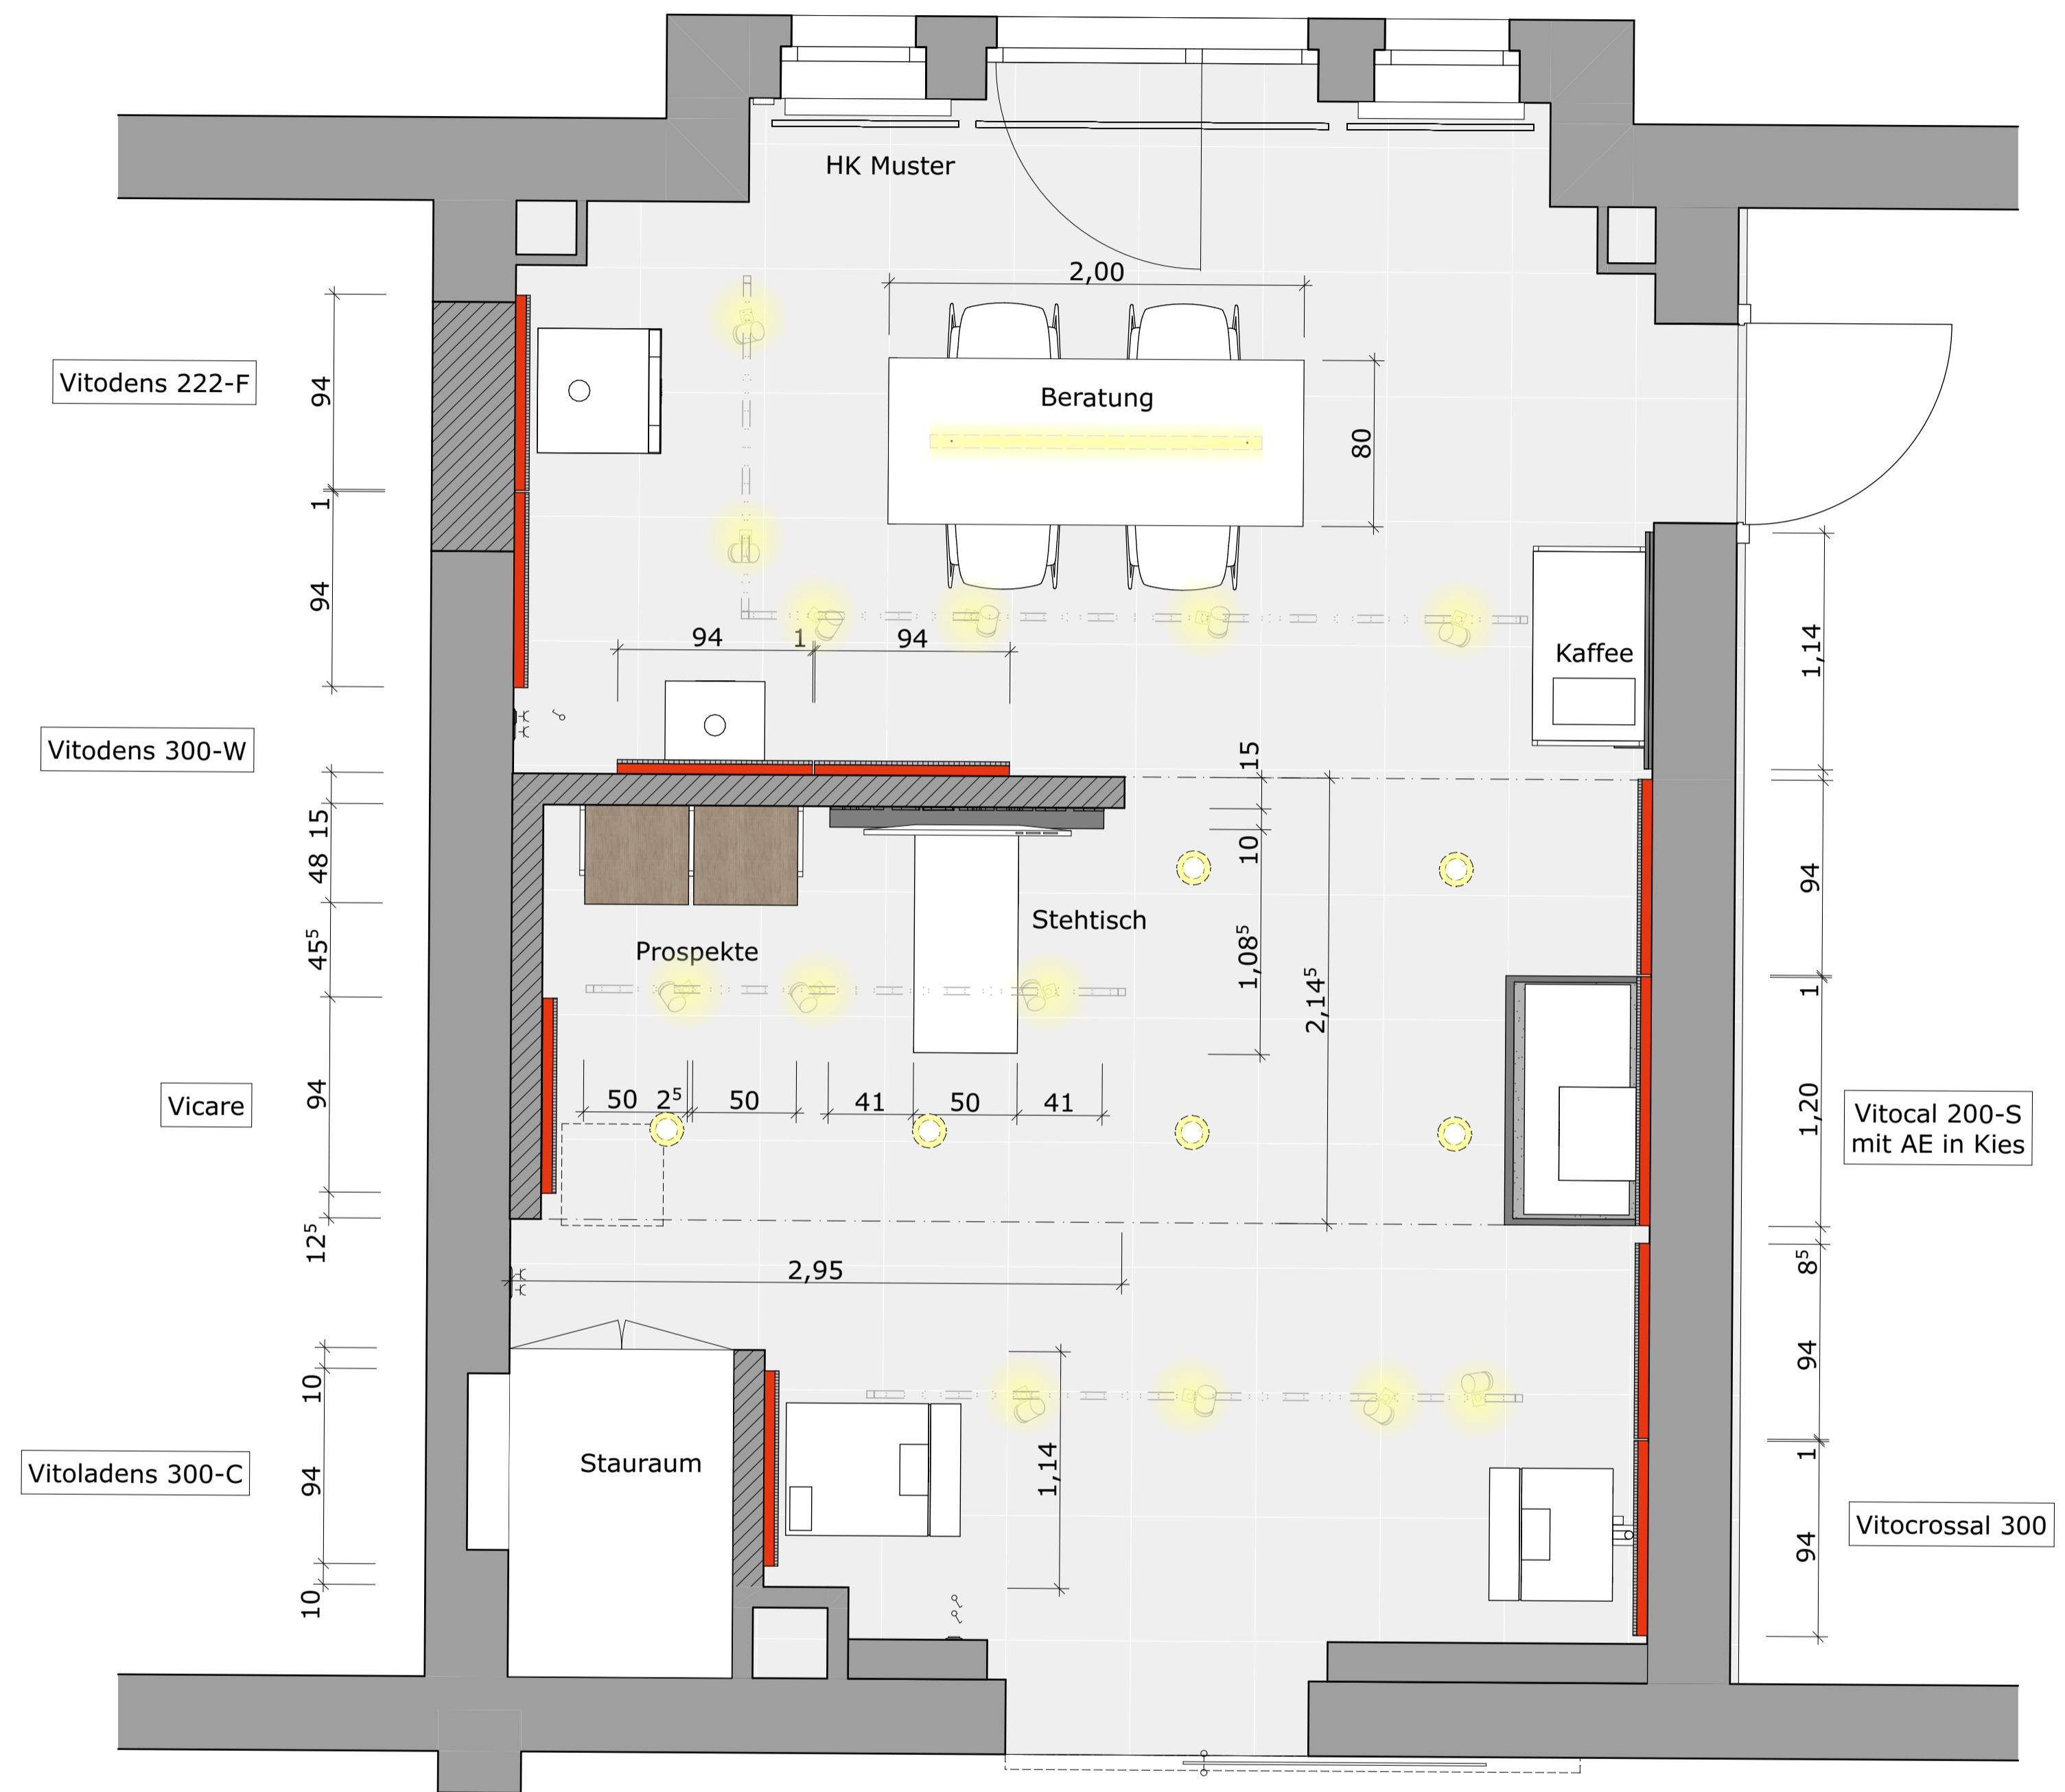 HK Muster
2,00
Vitodens 222-F
94
1
94
Beratung
80
94
1
94
Kaffee
1,14
Vitodens 300-W
15
48
45⁵
94
12⁵
15
10
1,08⁵
2,14⁵
Stehtisch
Prospekte
94
1
1,20
Vicare
50
2⁵
50
41
50
41
Vitocal 200-S
mit AE in Kies
2,95
8⁵
94
1
94
10
94
10
Vitoladens 300-C
Stauraum
1,14
Vitocrossal 300